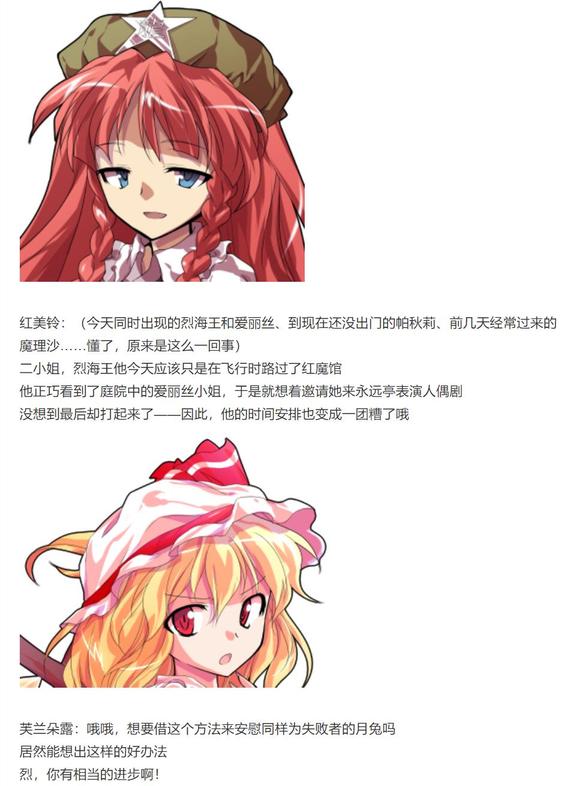 红美铃：（今天同时出现的烈海王和爱丽丝、到现在还没出门的帕秋莉、前几天经常过来的
魔理沙……懂了，原来是这么一回事）
二小姐，烈海王他今天应该只是在飞行时路过了红魔馆
他正巧看到了庭院中的爱丽丝小姐，于是就想着邀请她来永远亭表演人偶剧
没想到最后却打起来了——因此，他的时间安排也变成一团糟了哦
芙兰朵露：哦哦，想要借这个方法来安慰同样为失败者的月兔吗
居然能想出这样的好办法
烈，你有相当的进步啊！